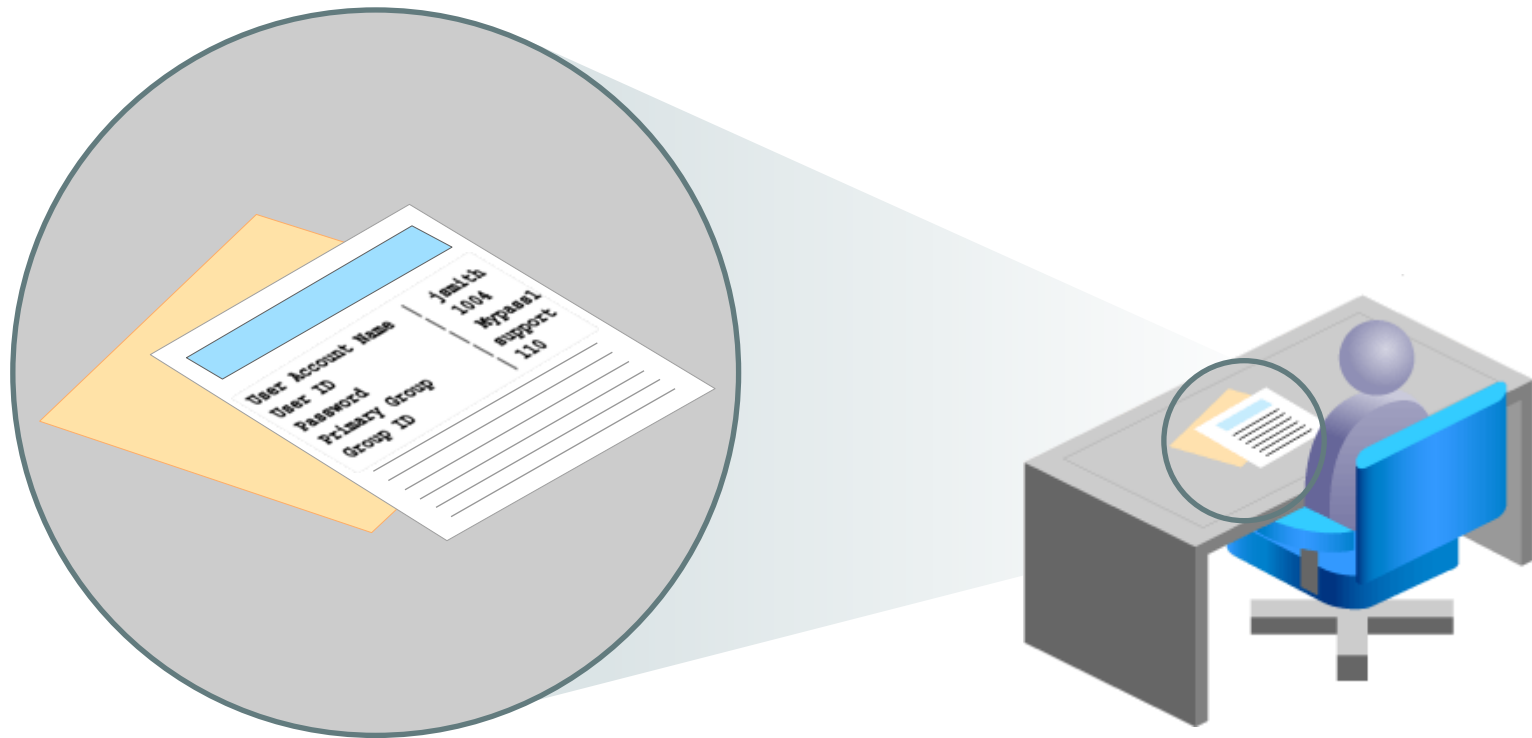 User Account Name | jsmith
User ID | 1004
Password | Mypass1
Primary Group | support
Group ID | 110